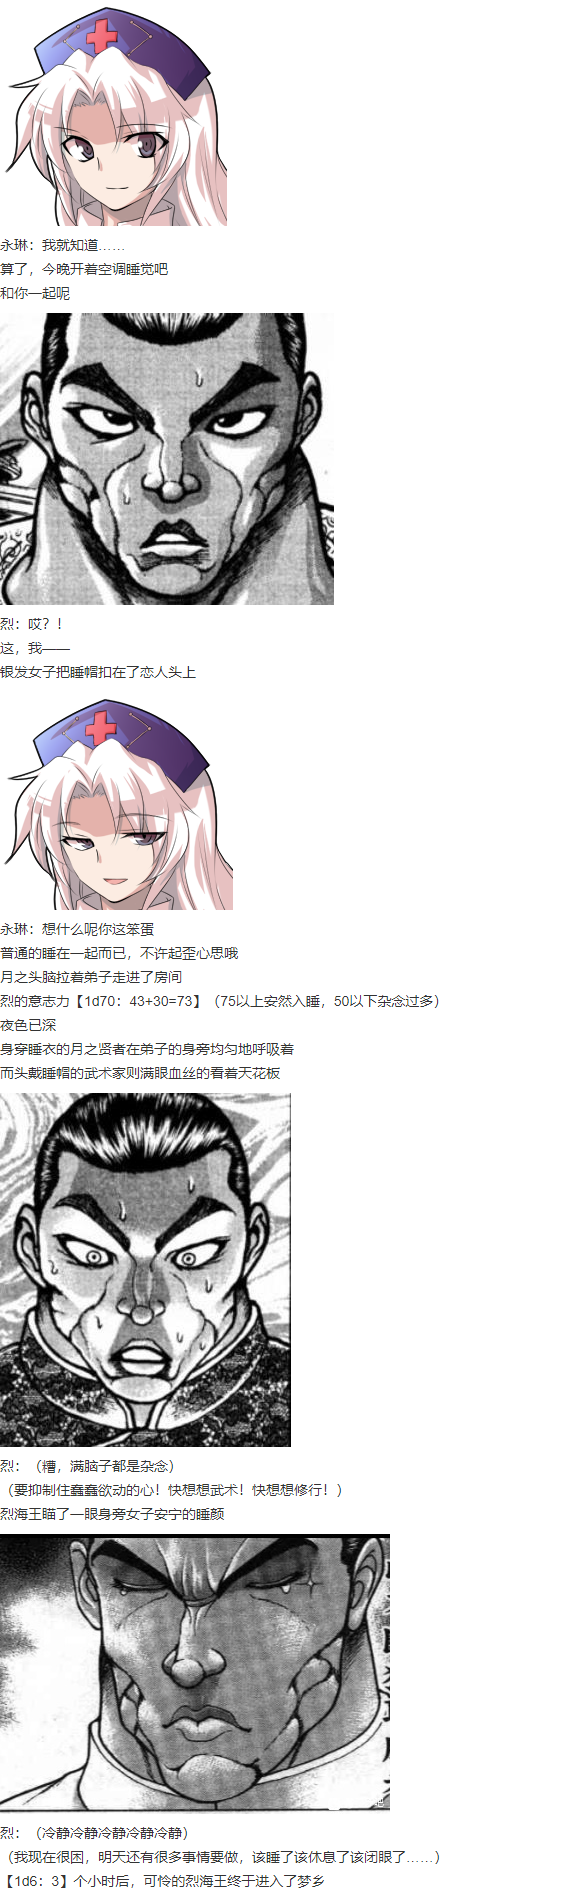 永琳：我就知道……
算了，今晚开着空调睡觉吧
和你一起呢
烈：哎？！
这，我——
银发女子把睡帽扣在了恋人头上
永琳：想什么呢你这笨蛋
普通的睡在一起而已，不许起歪心思哦
月之头脑拉着弟子走进了房间
烈的意志力【1d70：43+30=73】（75以上安然入睡，50以下杂念过多）
夜色已深
身穿睡衣的月之贤者在弟子的身旁均匀地呼吸着
而头戴睡帽的武术家则满眼血丝的看着天花板
烈：（糟，满脑子都是杂念）
（要抑制住蠢蠢欲动的心！快想想武术！快想想修行！）
烈海王瞄了一眼身旁女子安宁的睡颜
烈：（冷静冷静冷静冷静冷静）
（我现在很困，明天还有很多事情要做，该睡了该休息了该闭眼了……）
【1d6：3】个小时后，可怜的烈海王终于进入了梦乡